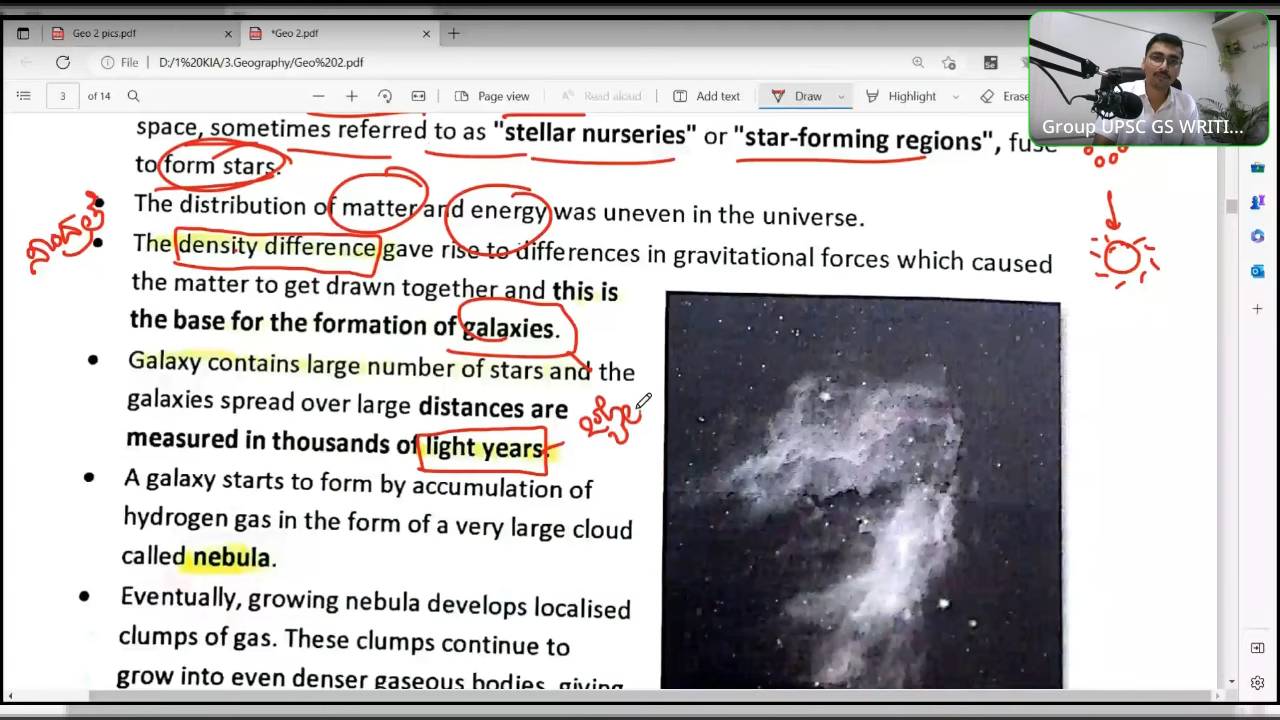 Geo 2 pics.pdf
*Geo 2.pdf
File D:/1%20KIA/3.Geography/Geo%202.pdf
3 of 14 Page view Read aloud Add text Draw Highlight Erase
Group UPSC GS WRITI...
space, sometimes referred to as "stellar nurseries" or "star-forming regions", fuse
to form stars.
• The distribution of matter and energy was uneven in the universe.
• The density difference gave rise to differences in gravitational forces which caused
the matter to get drawn together and this is
the base for the formation of galaxies.
• Galaxy contains large number of stars and the
galaxies spread over large distances are
measured in thousands of light years.
• A galaxy starts to form by accumulation of
hydrogen gas in the form of a very large cloud
called nebula.
• Eventually, growing nebula develops localised
clumps of gas. These clumps continue to
grow into even denser gaseous bodies, giving